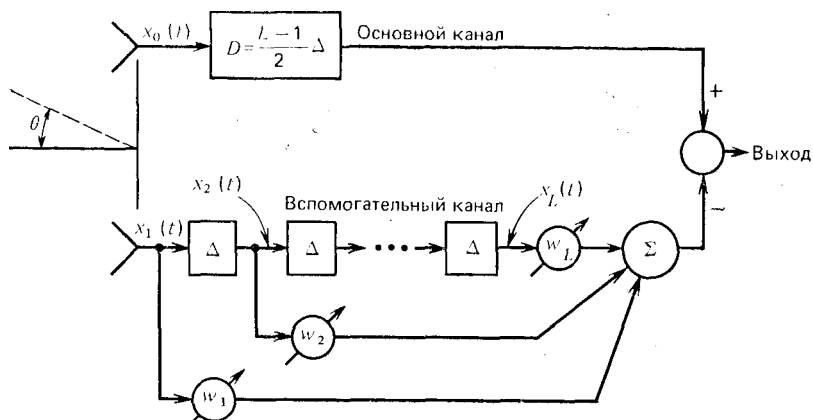 x₀(t)
D = (L − 1)/2 Δ
Основной канал
θ
+
Выход
x₂(t)
Вспомогательный канал
x_L(t)
−
x₁(t)
Δ
Δ
• • •
Δ
w_L
Σ
w₂
w₁